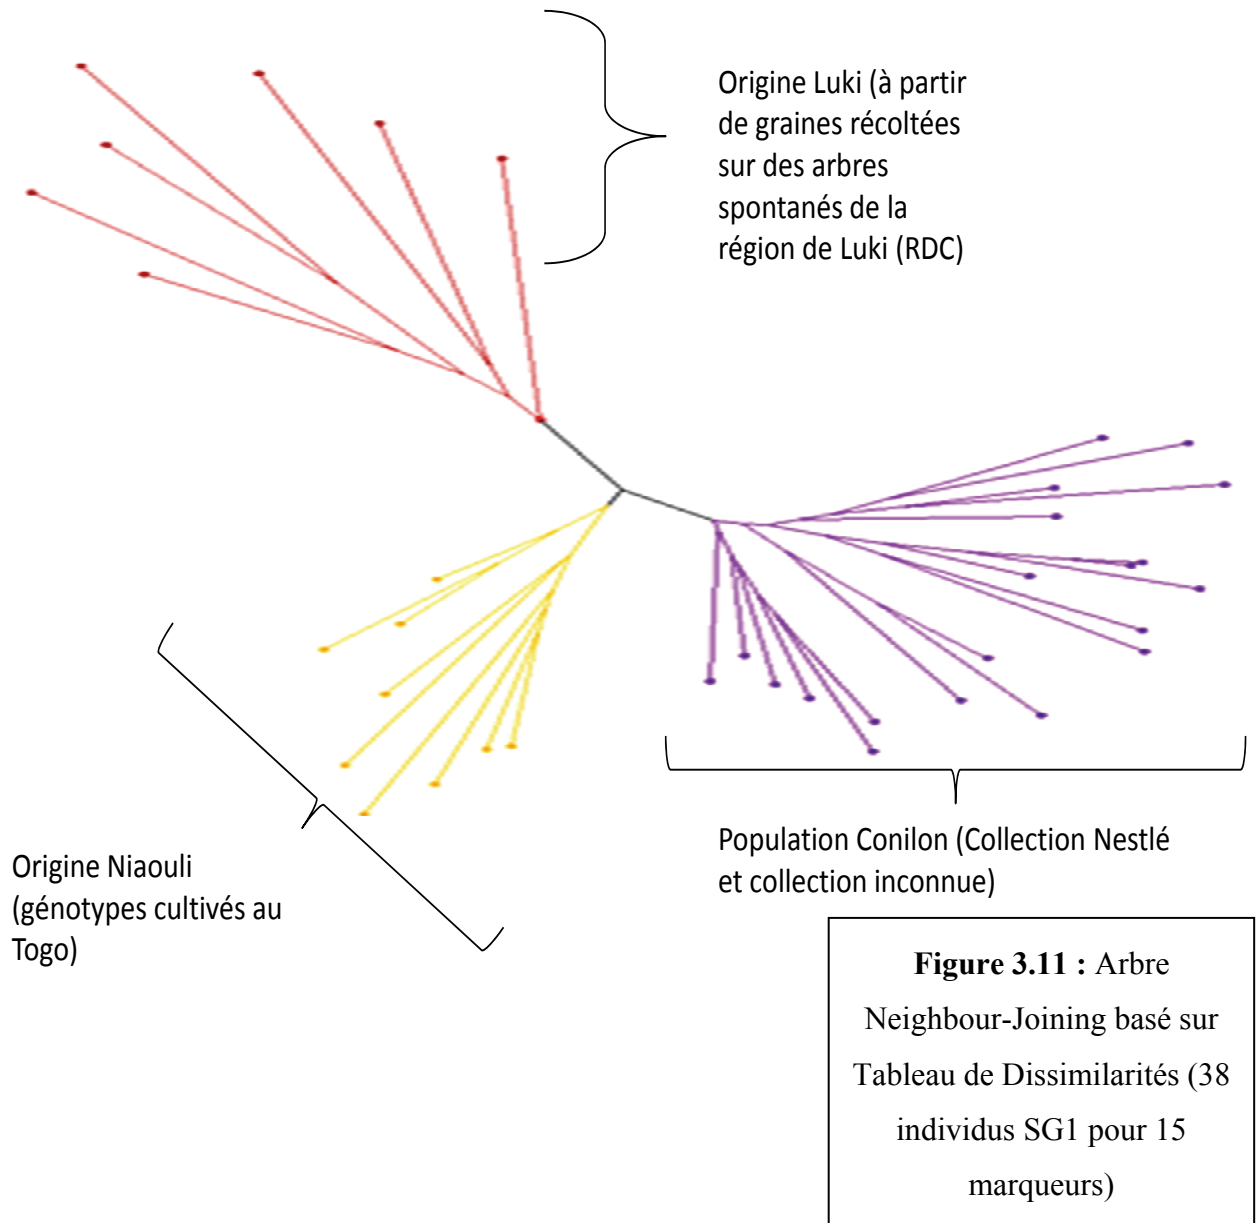 Origine Luki (à partir
de graines récoltées
sur des arbres
spontanés de la
région de Luki (RDC)
Origine Niaouli
(génotypes cultivés au
Togo)
Population Conilon (Collection Nestlé
et collection inconnue)
Figure 3.11 : Arbre
Neighbour-Joining basé sur
Tableau de Dissimilarités (38
individus SG1 pour 15
marqueurs)